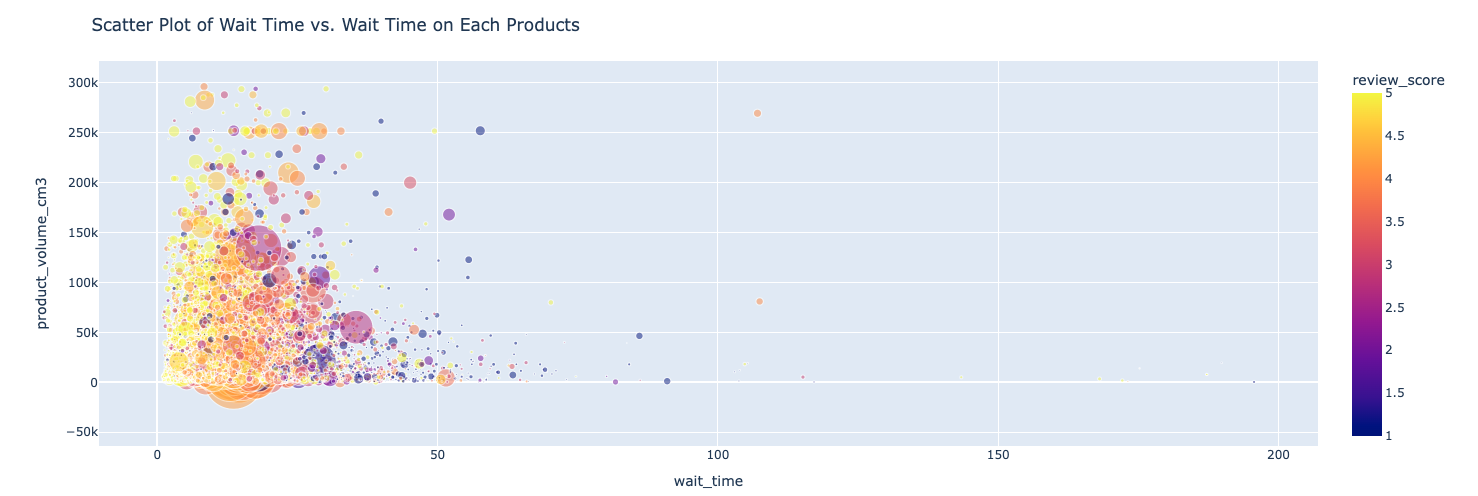 Scatter Plot of Wait Time vs. Wait Time on Each Products
review_score
300k
250k
200k
150k
100k
50k
0
−50k
product_volume_cm3
0
50
100
150
200
wait_time
5
4.5
4
3.5
3
2.5
2
1.5
1